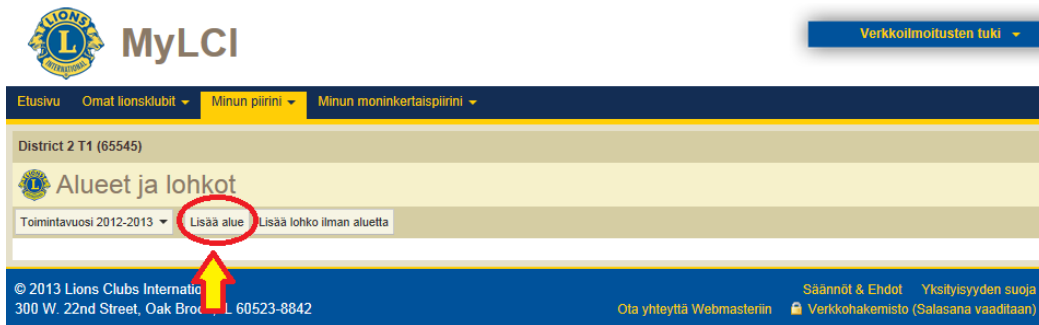 LIONS
L
INTERNATIONAL
MyLCI
Verkkoilmoitusten tuki
Etusivu Omat lionsklubit Minun piirini Minun moninkertaispiirini
District 2 T1 (65545)
Alueet ja lohkot
Toimintavuosi 2012-2013 Lisää alue Lisää lohko ilman aluetta
© 2013 Lions Clubs Internatio
Säännöt & Ehdot Yksityisyyden suoja
300 W. 22nd Street, Oak Broo L 60523-8842
Ota yhteyttä Webmasteriin Verkkohakemisto (Salasana vaaditaan)